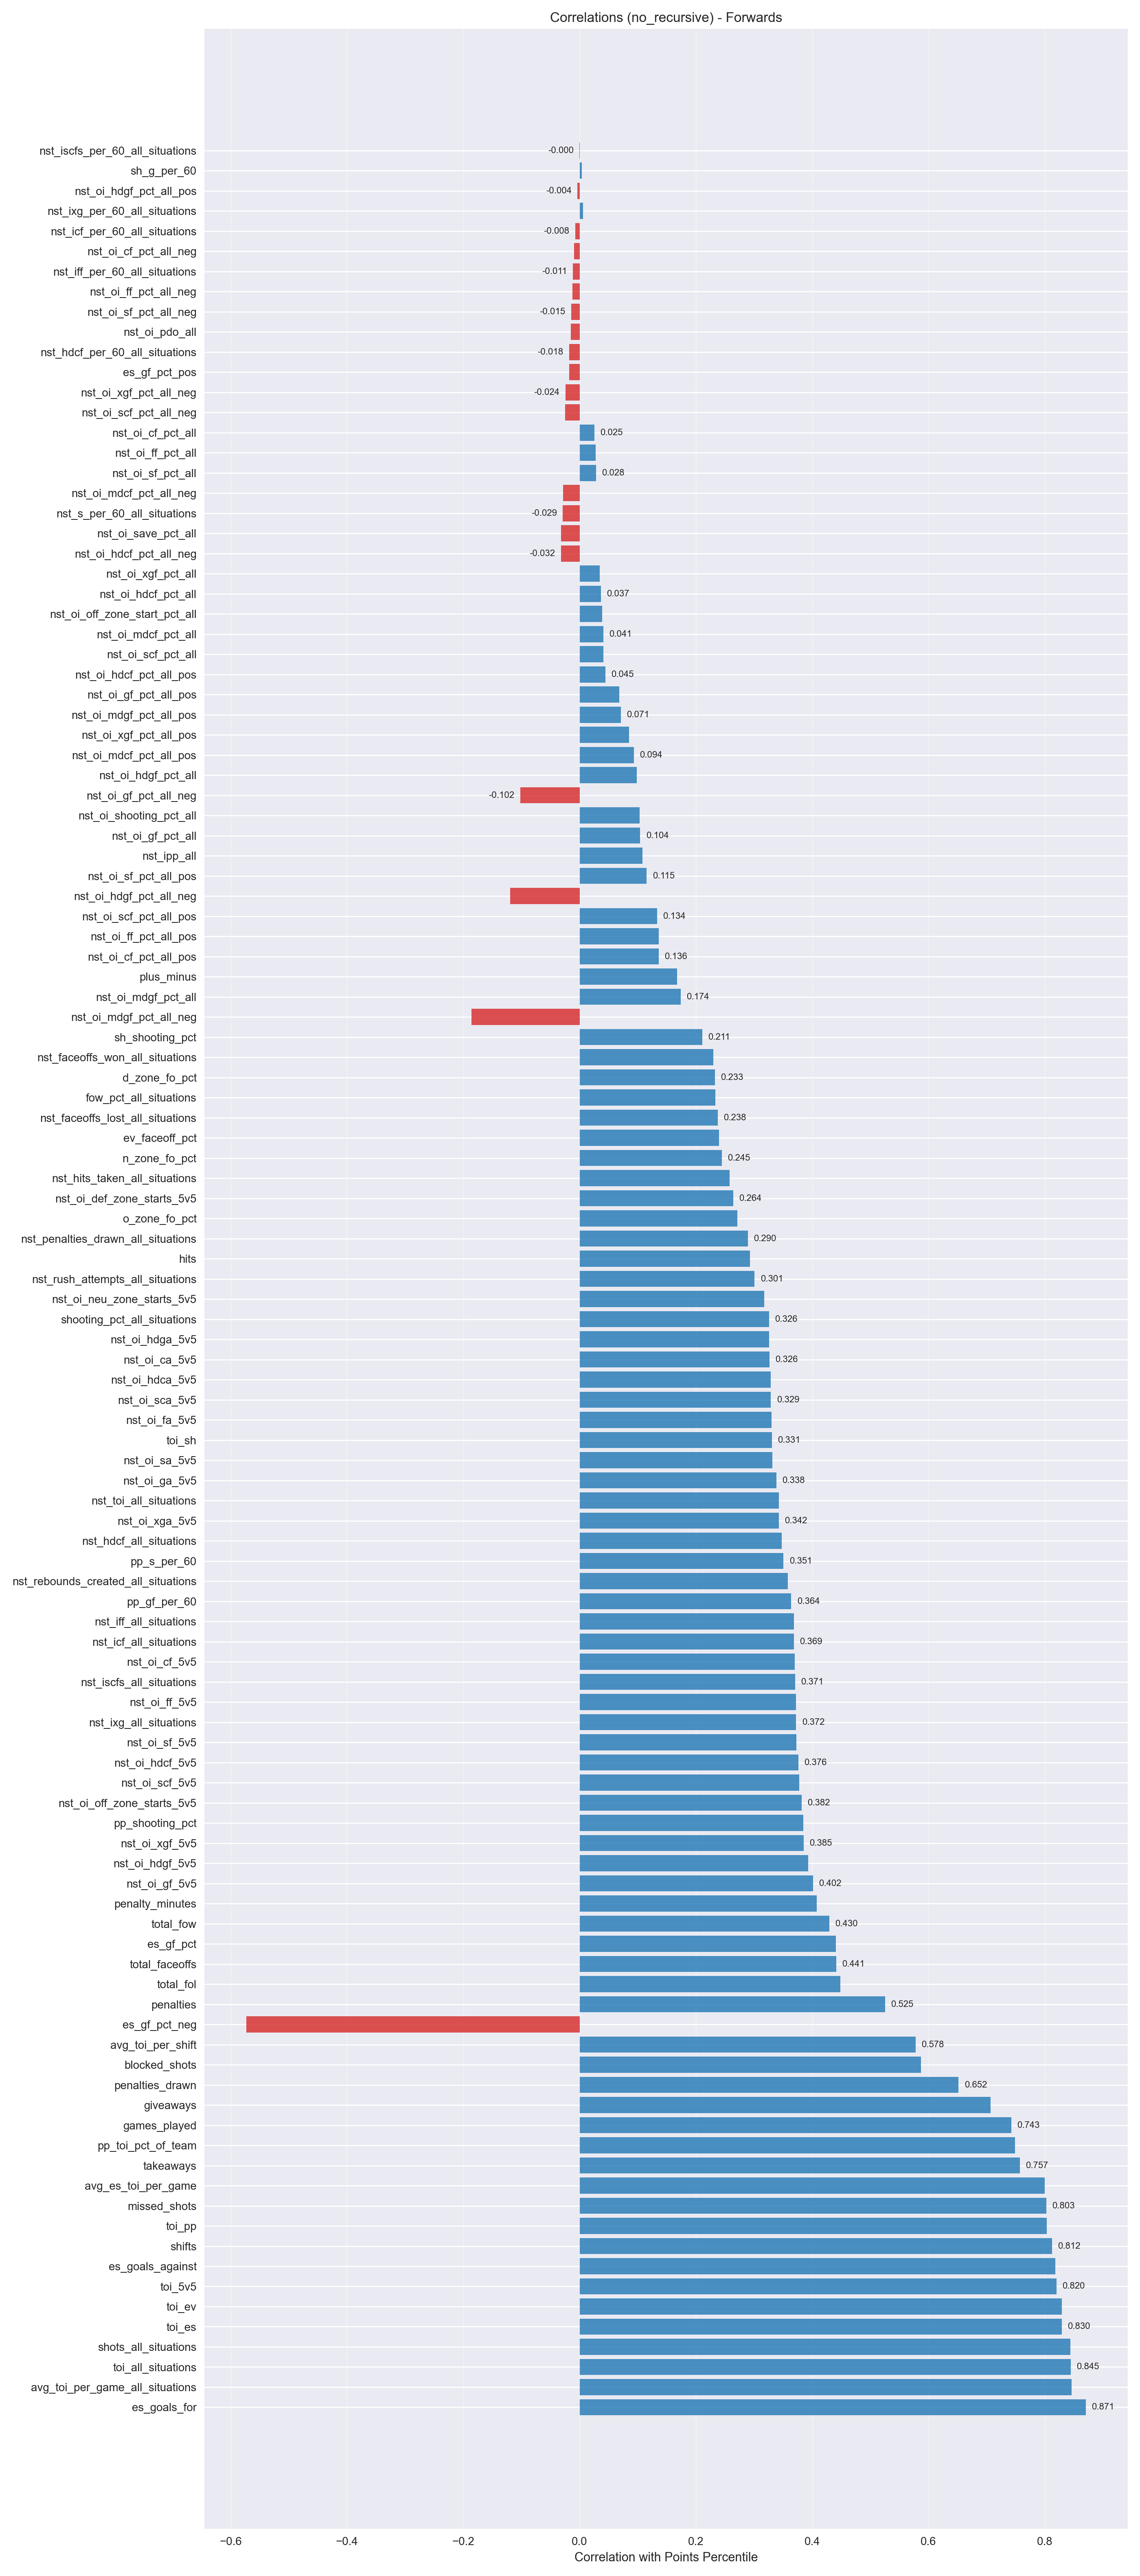 Correlations (no_recursive) - Forwards
nst_iscfs_per_60_all_situations -0.000
sh_g_per_60
nst_oi_hdgf_pct_all_pos -0.004
nst_ixg_per_60_all_situations
nst_icf_per_60_all_situations -0.008
nst_oi_cf_pct_all_neg
nst_iff_per_60_all_situations -0.011
nst_oi_ff_pct_all_neg
nst_oi_sf_pct_all_neg -0.015
nst_oi_pdo_all
nst_hdcf_per_60_all_situations -0.018
es_gf_pct_pos
nst_oi_xgf_pct_all_neg -0.024
nst_oi_scf_pct_all_neg
nst_oi_cf_pct_all 0.025
nst_oi_ff_pct_all
nst_oi_sf_pct_all 0.028
nst_oi_mdcf_pct_all_neg
nst_s_per_60_all_situations -0.029
nst_oi_save_pct_all
nst_oi_hdcf_pct_all_neg -0.032
nst_oi_xgf_pct_all
nst_oi_hdcf_pct_all 0.037
nst_oi_off_zone_start_pct_all
nst_oi_mdcf_pct_all 0.041
nst_oi_scf_pct_all
nst_oi_hdcf_pct_all_pos 0.045
nst_oi_gf_pct_all_pos
nst_oi_mdgf_pct_all_pos 0.071
nst_oi_xgf_pct_all_pos
nst_oi_mdcf_pct_all_pos 0.094
nst_oi_hdgf_pct_all
nst_oi_gf_pct_all_neg -0.102
nst_oi_shooting_pct_all
nst_oi_gf_pct_all 0.104
nst_ipp_all
nst_oi_sf_pct_all_pos 0.115
nst_oi_hdgf_pct_all_neg
nst_oi_scf_pct_all_pos 0.134
nst_oi_ff_pct_all_pos
nst_oi_cf_pct_all_pos 0.136
plus_minus
nst_oi_mdgf_pct_all 0.174
nst_oi_mdgf_pct_all_neg
sh_shooting_pct 0.211
nst_faceoffs_won_all_situations
d_zone_fo_pct 0.233
fow_pct_all_situations
nst_faceoffs_lost_all_situations 0.238
ev_faceoff_pct
n_zone_fo_pct 0.245
nst_hits_taken_all_situations
nst_oi_def_zone_starts_5v5 0.264
o_zone_fo_pct
nst_penalties_drawn_all_situations 0.290
hits
nst_rush_attempts_all_situations 0.301
nst_oi_neu_zone_starts_5v5
shooting_pct_all_situations 0.326
nst_oi_hdga_5v5
nst_oi_ca_5v5 0.326
nst_oi_hdca_5v5
nst_oi_sca_5v5 0.329
nst_oi_fa_5v5
toi_sh 0.331
nst_oi_sa_5v5
nst_oi_ga_5v5 0.338
nst_toi_all_situations
nst_oi_xga_5v5 0.342
nst_hdcf_all_situations
pp_s_per_60 0.351
nst_rebounds_created_all_situations
pp_gf_per_60 0.364
nst_iff_all_situations
nst_icf_all_situations 0.369
nst_oi_cf_5v5
nst_iscfs_all_situations 0.371
nst_oi_ff_5v5
nst_ixg_all_situations 0.372
nst_oi_sf_5v5
nst_oi_hdcf_5v5 0.376
nst_oi_scf_5v5
nst_oi_off_zone_starts_5v5 0.382
pp_shooting_pct
nst_oi_xgf_5v5 0.385
nst_oi_hdgf_5v5
nst_oi_gf_5v5 0.402
penalty_minutes
total_fow 0.430
es_gf_pct
total_faceoffs 0.441
total_fol
penalties 0.525
es_gf_pct_neg
avg_toi_per_shift 0.578
blocked_shots
penalties_drawn 0.652
giveaways
games_played 0.743
pp_toi_pct_of_team
takeaways 0.757
avg_es_toi_per_game
missed_shots 0.803
toi_pp
shifts 0.812
es_goals_against
toi_5v5 0.820
toi_ev
toi_es 0.830
shots_all_situations
toi_all_situations 0.845
avg_toi_per_game_all_situations
es_goals_for 0.871
−0.6 −0.4 −0.2 0.0 0.2 0.4 0.6 0.8
Correlation with Points Percentile